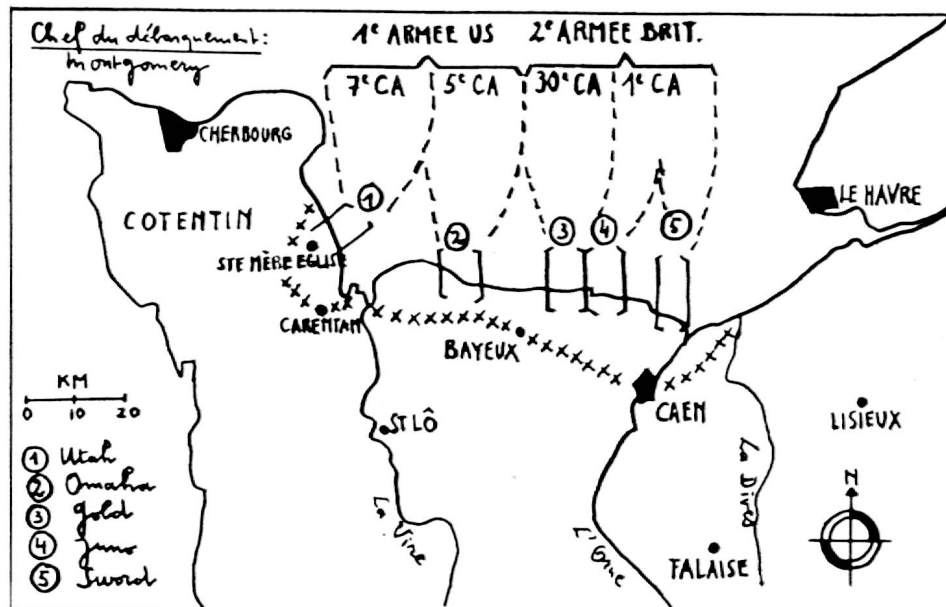 Chef du débarquement:
Montgomery
1e ARMEE US
2e ARMEE BRIT.
7e CA
5e CA
30e CA
1e CA
CHERBOURG
LE HAVRE
COTENTIN
1
2
3
4
5
STE MÈRE EGLISE
CARENTAN
BAYEUX
CAEN
KM
0 10 20
ST LÔ
LISIEUX
1 Utah
2 Omaha
3 Gold
4 Juno
5 Sword
La Vire
L'Orne
La Dives
N
FALAISE